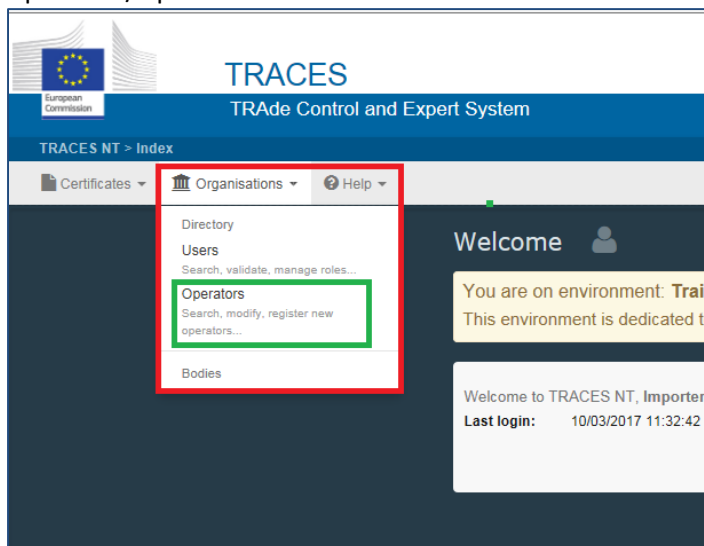 TRACES
European
Commission
TRAde Control and Expert System
TRACES NT > Index
Certificates
Organisations
Help
Directory
Users
Search, validate, manage roles...
Operators
Search, modify, register new
operators...
Bodies
Welcome
You are on environment: Trai
This environment is dedicated t
Welcome to TRACES NT, Importer
Last login: 10/03/2017 11:32:42